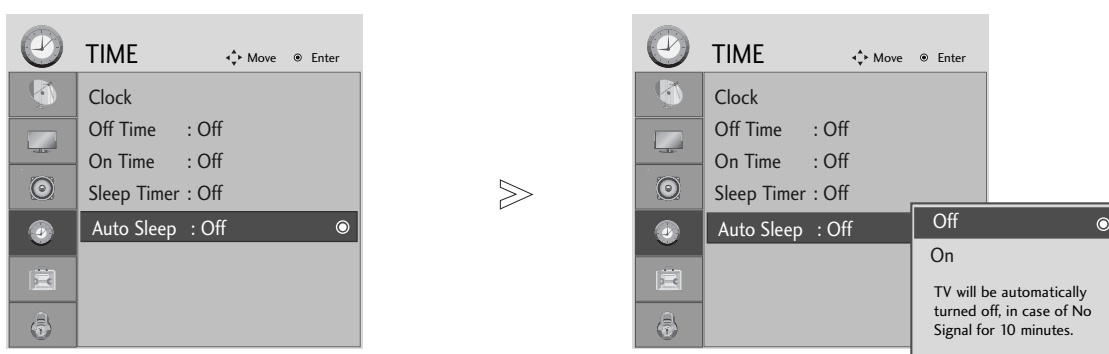 TIME
Move Enter
Clock
Off Time : Off
On Time : Off
Sleep Timer : Off
Auto Sleep : Off
TIME
Move Enter
Clock
Off Time : Off
On Time : Off
Sleep Timer : Off
Auto Sleep : Off
Off
On
TV will be automatically
turned off, in case of No
Signal for 10 minutes.